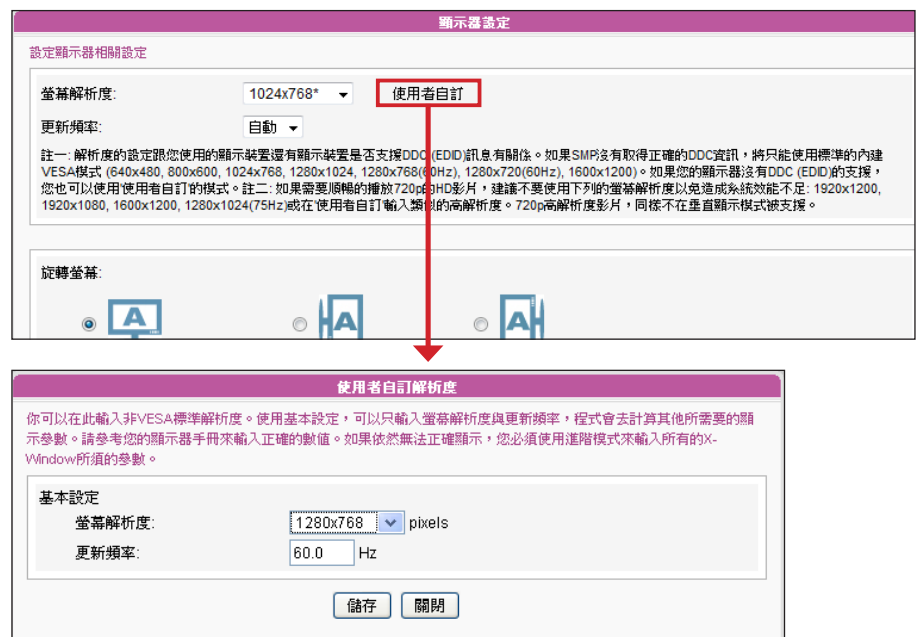 顯示器設定
設定顯示器相關設定
螢幕解析度: 1024x768* 使用者自訂
更新頻率: 自動
註一: 解析度的設定跟您使用的顯示裝置還有顯示裝置是否支援DDC (EDID)訊息有關係。如果SMP沒有取得正確的DDC資訊，將只能使用標準的內建
VESA模式 (640x480, 800x600, 1024x768, 1280x1024, 1280x768(60Hz), 1280x720(60Hz), 1600x1200)。如果您的顯示器沒有DDC (EDID)的支援，
您也可以使用'使用者自訂'的模式。註二: 如果需要順暢的播放720p的HD影片，建議不要使用下列的螢幕解析度以免造成系統效能不足: 1920x1200,
1920x1080, 1600x1200, 1280x1024(75Hz)或在'使用者自訂'輸入類似的高解析度。720p高解析度影片，同樣不在垂直顯示模式被支援。
旋轉螢幕:
A A A
使用者自訂解析度
你可以在此輸入非VESA標準解析度。使用基本設定，可以只輸入螢幕解析度與更新頻率，程式會去計算其他所需要的顯
示參數。請參考您的顯示器手冊來輸入正確的數值。如果依然無法正確顯示，您必須使用進階模式來輸入所有的X-
Window所須的參數。
基本設定
螢幕解析度: 1280x768 pixels
更新頻率: 60.0 Hz
儲存 關閉